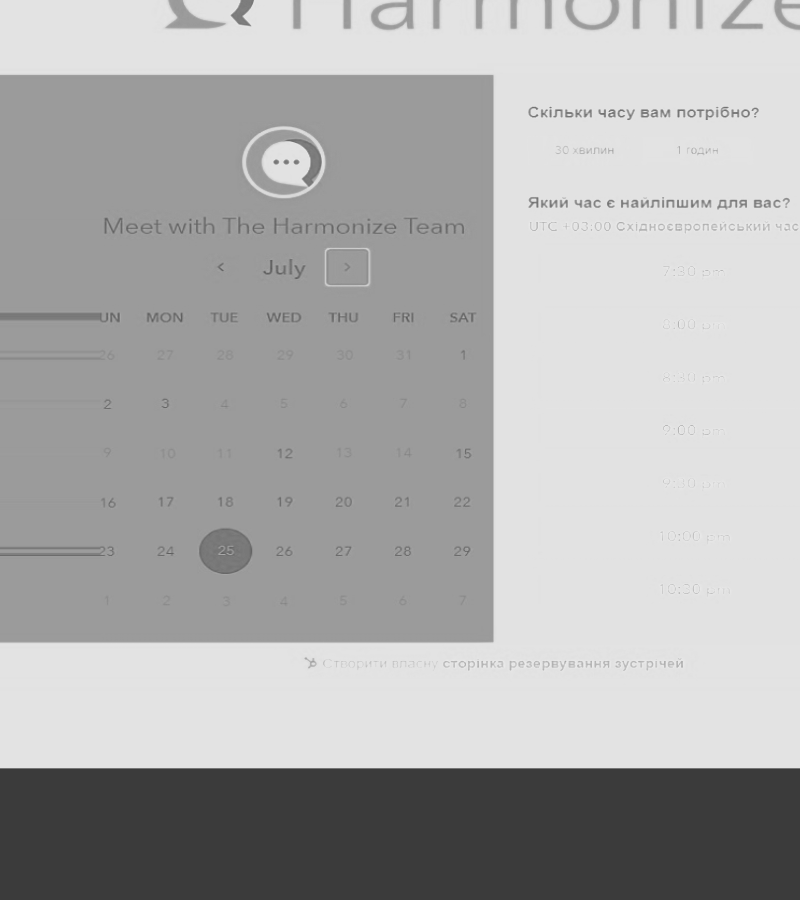 Harmonize
Meet with The Harmonize Team
< July >
UN MON TUE WED THU FRI SAT
26 27 28 29 30 31 1
2 3 4 5 6 7 8
9 10 11 12 13 14 15
16 17 18 19 20 21 22
23 24 25 26 27 28 29
1 2 3 4 5 6 7
Скільки часу вам потрібно?
30 хвилин 1 годин
Який час є найліпшим для вас?
UTC +03:00 Східноєвропейський час
7:30 pm
8:00 pm
8:30 pm
9:00 pm
9:30 pm
10:00 pm
10:30 pm
Створити власну сторінка резервування зустрічей